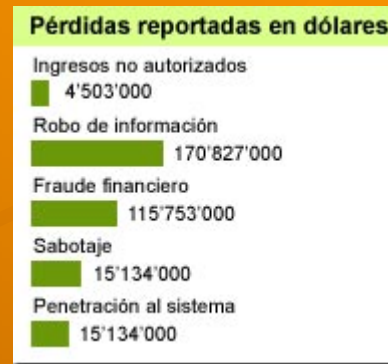 Pérdidas reportadas en dólares
Ingresos no autorizados
4'503'000
Robo de información
170'827'000
Fraude financiero
115'753'000
Sabotaje
15'134'000
Penetración al sistema
15'134'000